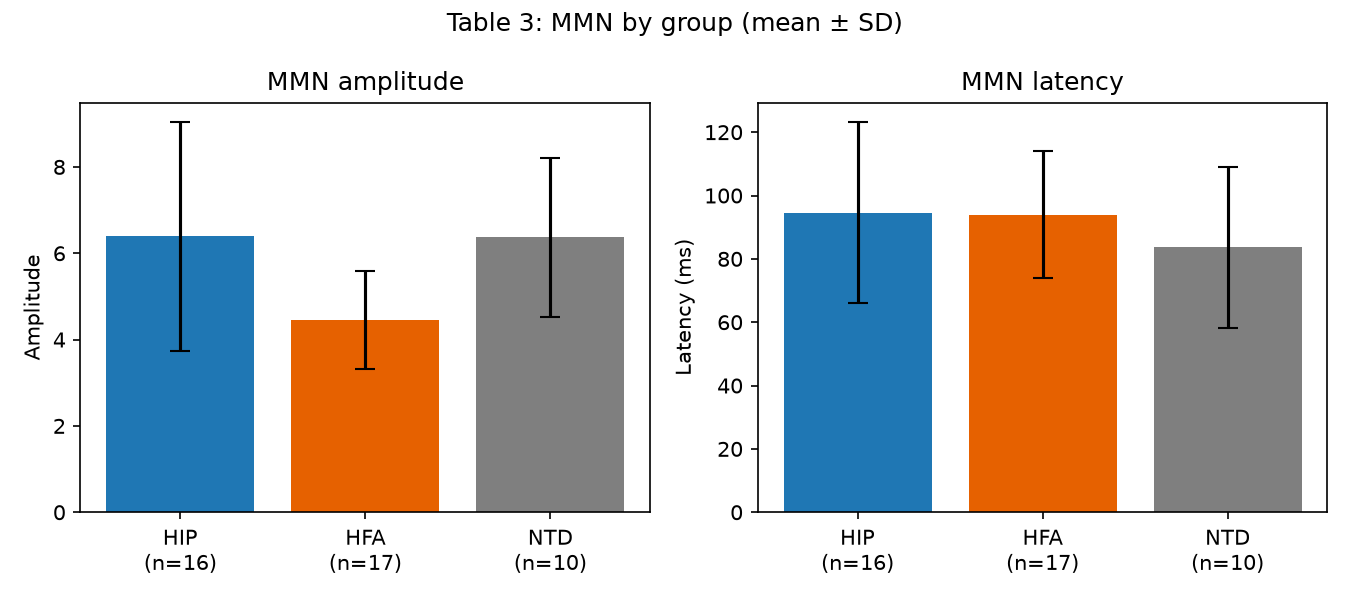 Table 3: MMN by group (mean ± SD)
MMN amplitude
Amplitude
8
6
4
2
0
HIP
(n=16)
HFA
(n=17)
NTD
(n=10)
MMN latency
Latency (ms)
120
100
80
60
40
20
0
HIP
(n=16)
HFA
(n=17)
NTD
(n=10)